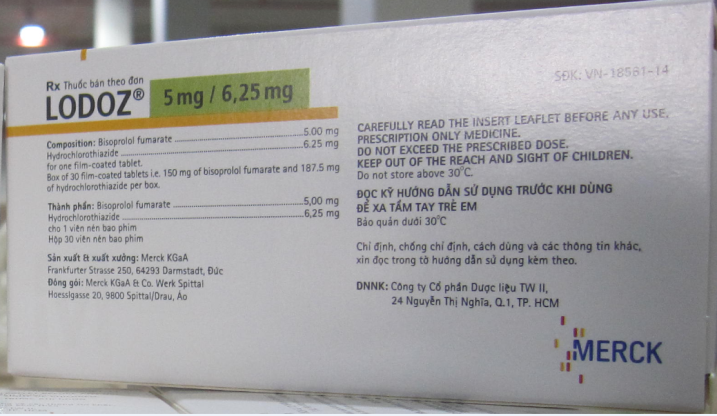 Rx Thuốc bán theo đơn
LODOZ® 5 mg / 6,25 mg
Composition: Bisoprolol fumarate ........ 5.00 mg
Hydrochlorothiazide ........ 6.25 mg
for one film-coated tablet.
Box of 30 film-coated tablets i.e. 150 mg of bisoprolol fumarate and 187.5 mg
of hydrochlorothiazide per box.
Thành phần: Bisoprolol fumarate ........ 5,00 mg
Hydrochlorothiazide ........ 6,25 mg
cho 1 viên nén bao phim
Hộp 30 viên nén bao phim
Sản xuất & xuất xưởng: Merck KGaA
Frankfurter Strasse 250, 64293 Darmstadt, Đức
Đóng gói: Merck KGaA & Co. Werk Spittal
Hoesslgasse 20, 9800 Spittal/Drau, Áo
SĐK: VN-18581-14
CAREFULLY READ THE INSERT LEAFLET BEFORE ANY USE.
PRESCRIPTION ONLY MEDICINE.
DO NOT EXCEED THE PRESCRIBED DOSE.
KEEP OUT OF THE REACH AND SIGHT OF CHILDREN.
Do not store above 30°C.
ĐỌC KỸ HƯỚNG DẪN SỬ DỤNG TRƯỚC KHI DÙNG
ĐỂ XA TẦM TAY TRẺ EM
Bảo quản dưới 30°C
Chỉ định, chống chỉ định, cách dùng và các thông tin khác,
xin đọc trong tờ hướng dẫn sử dụng kèm theo.
DNNK: Công ty Cổ phần Dược liệu TW II,
24 Nguyễn Thị Nghĩa, Q.1, TP. HCM
MERCK